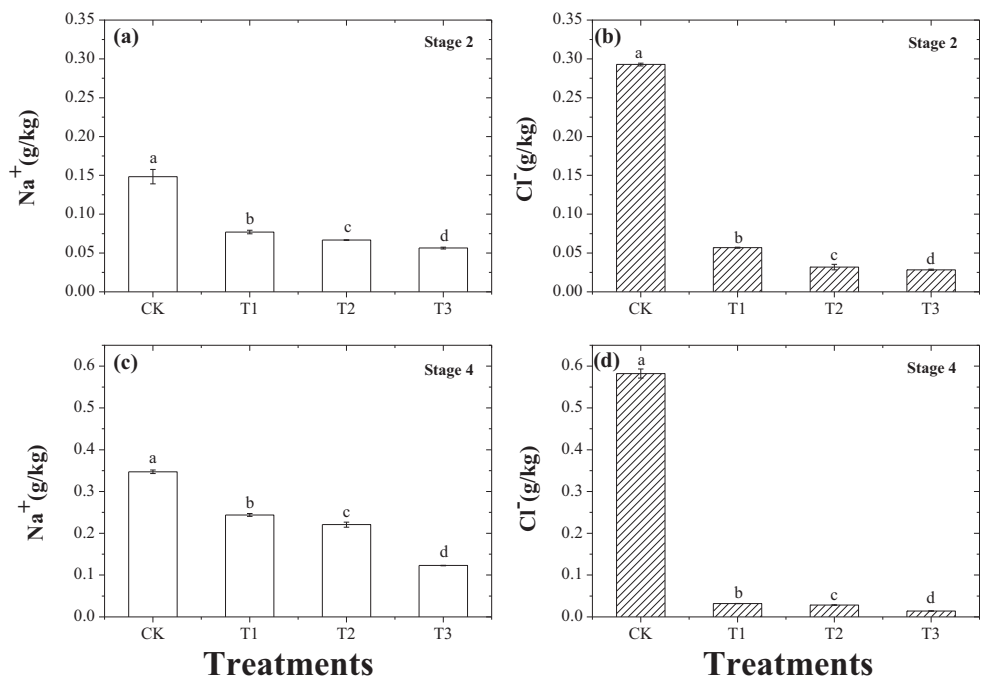 (a)
Stage 2
0.35
0.30
0.25
0.20
0.15
0.10
0.05
0.00
Na+(g/kg)
a
b
c
d
CK T1 T2 T3
(b)
Stage 2
0.35
0.30
0.25
0.20
0.15
0.10
0.05
0.00
Cl-(g/kg)
a
b
c
d
CK T1 T2 T3
(c)
Stage 4
0.6
0.5
0.4
0.3
0.2
0.1
0.0
Na+(g/kg)
a
b
c
d
CK T1 T2 T3
Treatments
(d)
Stage 4
0.6
0.5
0.4
0.3
0.2
0.1
0.0
Cl-(g/kg)
a
b
c
d
CK T1 T2 T3
Treatments